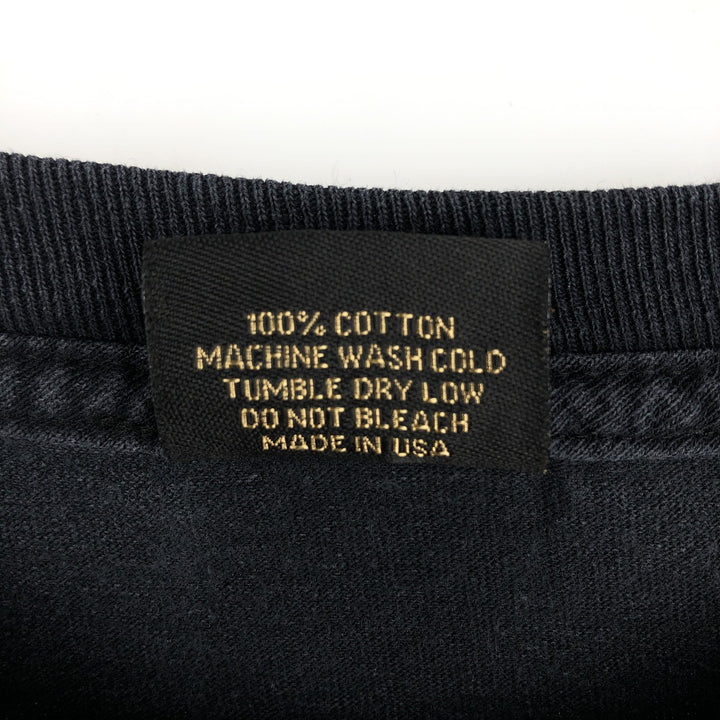 100% COTTON
MACHINE WASH COLD
TUMBLE DRY LOW
DO NOT BLEACH
MADE IN USA